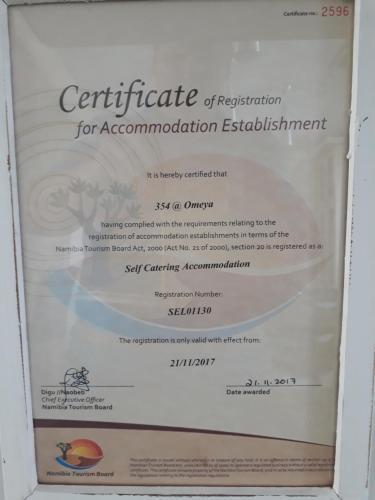 Certificate no.: 2596
Certificate of Registration
for Accommodation Establishment
It is hereby certified that
354 @ Omeya
having complied with the requirements relating to the
registration of accommodation establishments in terms of the
Namibia Tourism Board Act, 2000 (Act No. 21 of 2000), section 20 is registered as a:
Self Catering Accommodation
Registration Number:
SEL01130
The registration is only valid with effect from:
21/11/2017
21.11.2017
Digu //Naobeb
Date awarded
Chief Executive Officer
Namibia Tourism Board
Namibia Tourism Board